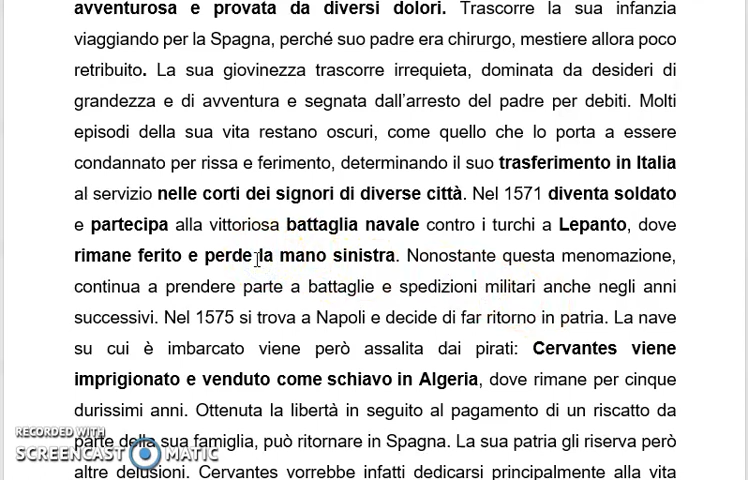 avventurosa e provata da diversi dolori. Trascorre la sua infanzia
viaggiando per la Spagna, perché suo padre era chirurgo, mestiere allora poco
retribuito. La sua giovinezza trascorre irrequieta, dominata da desideri di
grandezza e di avventura e segnata dall'arresto del padre per debiti. Molti
episodi della sua vita restano oscuri, come quello che lo porta a essere
condannato per rissa e ferimento, determinando il suo trasferimento in Italia
al servizio nelle corti dei signori di diverse città. Nel 1571 diventa soldato
e partecipa alla vittoriosa battaglia navale contro i turchi a Lepanto, dove
rimane ferito e perde la mano sinistra. Nonostante questa menomazione,
continua a prendere parte a battaglie e spedizioni militari anche negli anni
successivi. Nel 1575 si trova a Napoli e decide di far ritorno in patria. La nave
su cui è imbarcato viene però assalita dai pirati: Cervantes viene
imprigionato e venduto come schiavo in Algeria, dove rimane per cinque
durissimi anni. Ottenuta la libertà in seguito al pagamento di un riscatto da
parte della sua famiglia, può ritornare in Spagna. La sua patria gli riserva però
altre delusioni. Cervantes vorrebbe infatti dedicarsi principalmente alla vita
RECORDED WITH
SCREENCAST MATIC